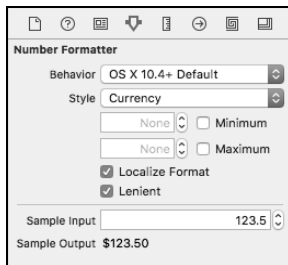 Number Formatter
Behavior OS X 10.4+ Default
Style Currency
None Minimum
None Maximum
Localize Format
Lenient
Sample Input 123.5
Sample Output $123.50